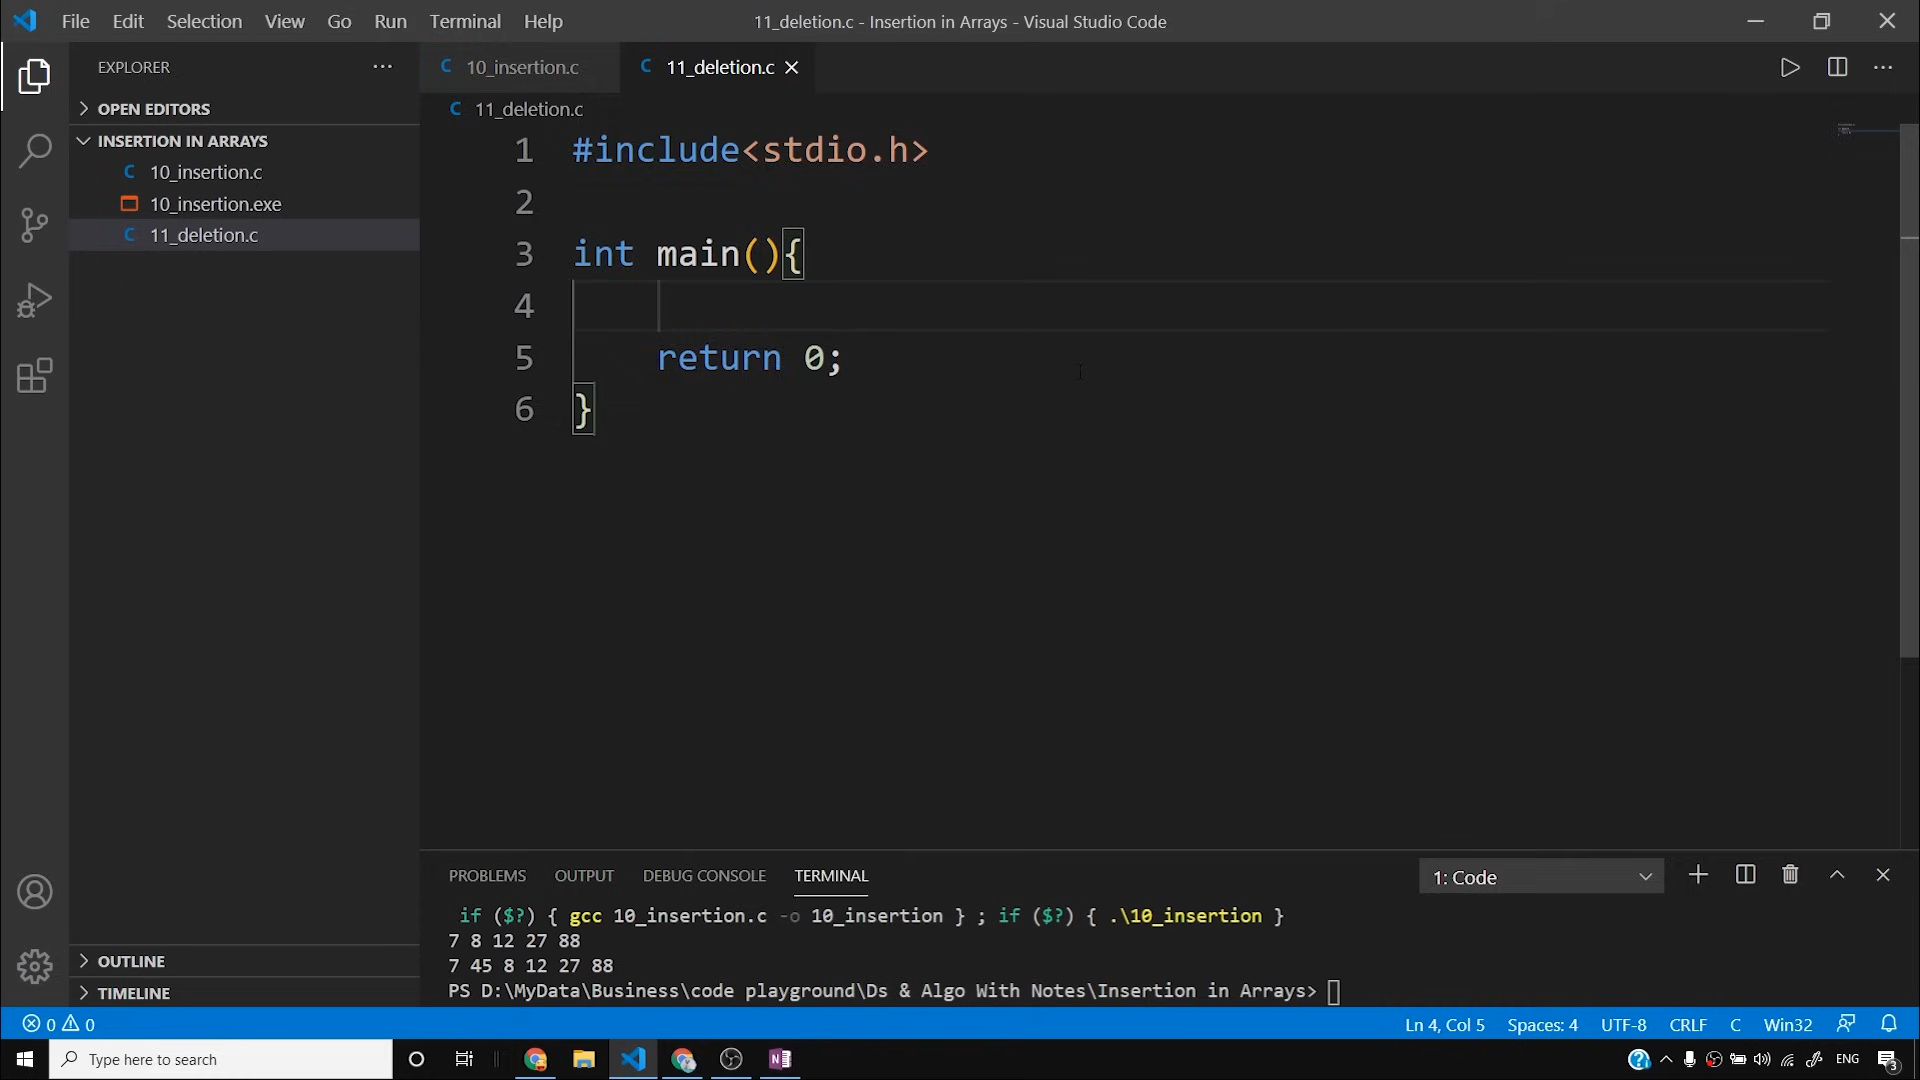 File Edit Selection View Go Run Terminal Help
11_deletion.c - Insertion in Arrays - Visual Studio Code
EXPLORER
OPEN EDITORS
INSERTION IN ARRAYS
C 10_insertion.c
10_insertion.exe
C 11_deletion.c
OUTLINE
TIMELINE
C 10_insertion.c
C 11_deletion.c
C 11_deletion.c
1 #include<stdio.h>
2
3 int main(){
4
5 return 0;
6 }
PROBLEMS OUTPUT DEBUG CONSOLE TERMINAL
1: Code
if ($?) { gcc 10_insertion.c -o 10_insertion } ; if ($?) { .\10_insertion }
7 8 12 27 88
7 45 8 12 27 88
PS D:\MyData\Business\code playground\Ds & Algo With Notes\Insertion in Arrays>
0 0
Ln 4, Col 5 Spaces: 4 UTF-8 CRLF C Win32
Type here to search
ENG
3